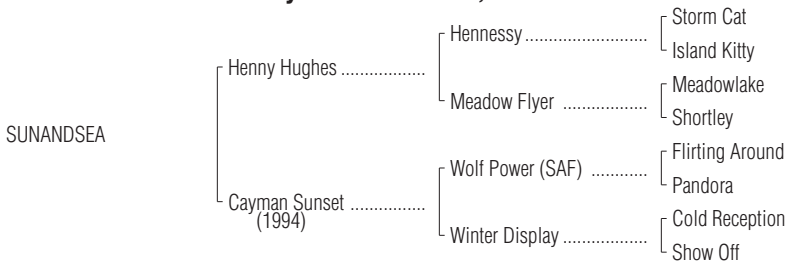 Storm Cat
Hennessy
Island Kitty
Henny Hughes
Meadowlake
Meadow Flyer
Shortley
SUNANDSEA
Flirting Around
Wolf Power (SAF)
Pandora
Cayman Sunset
(1994)
Cold Reception
Winter Display
Show Off